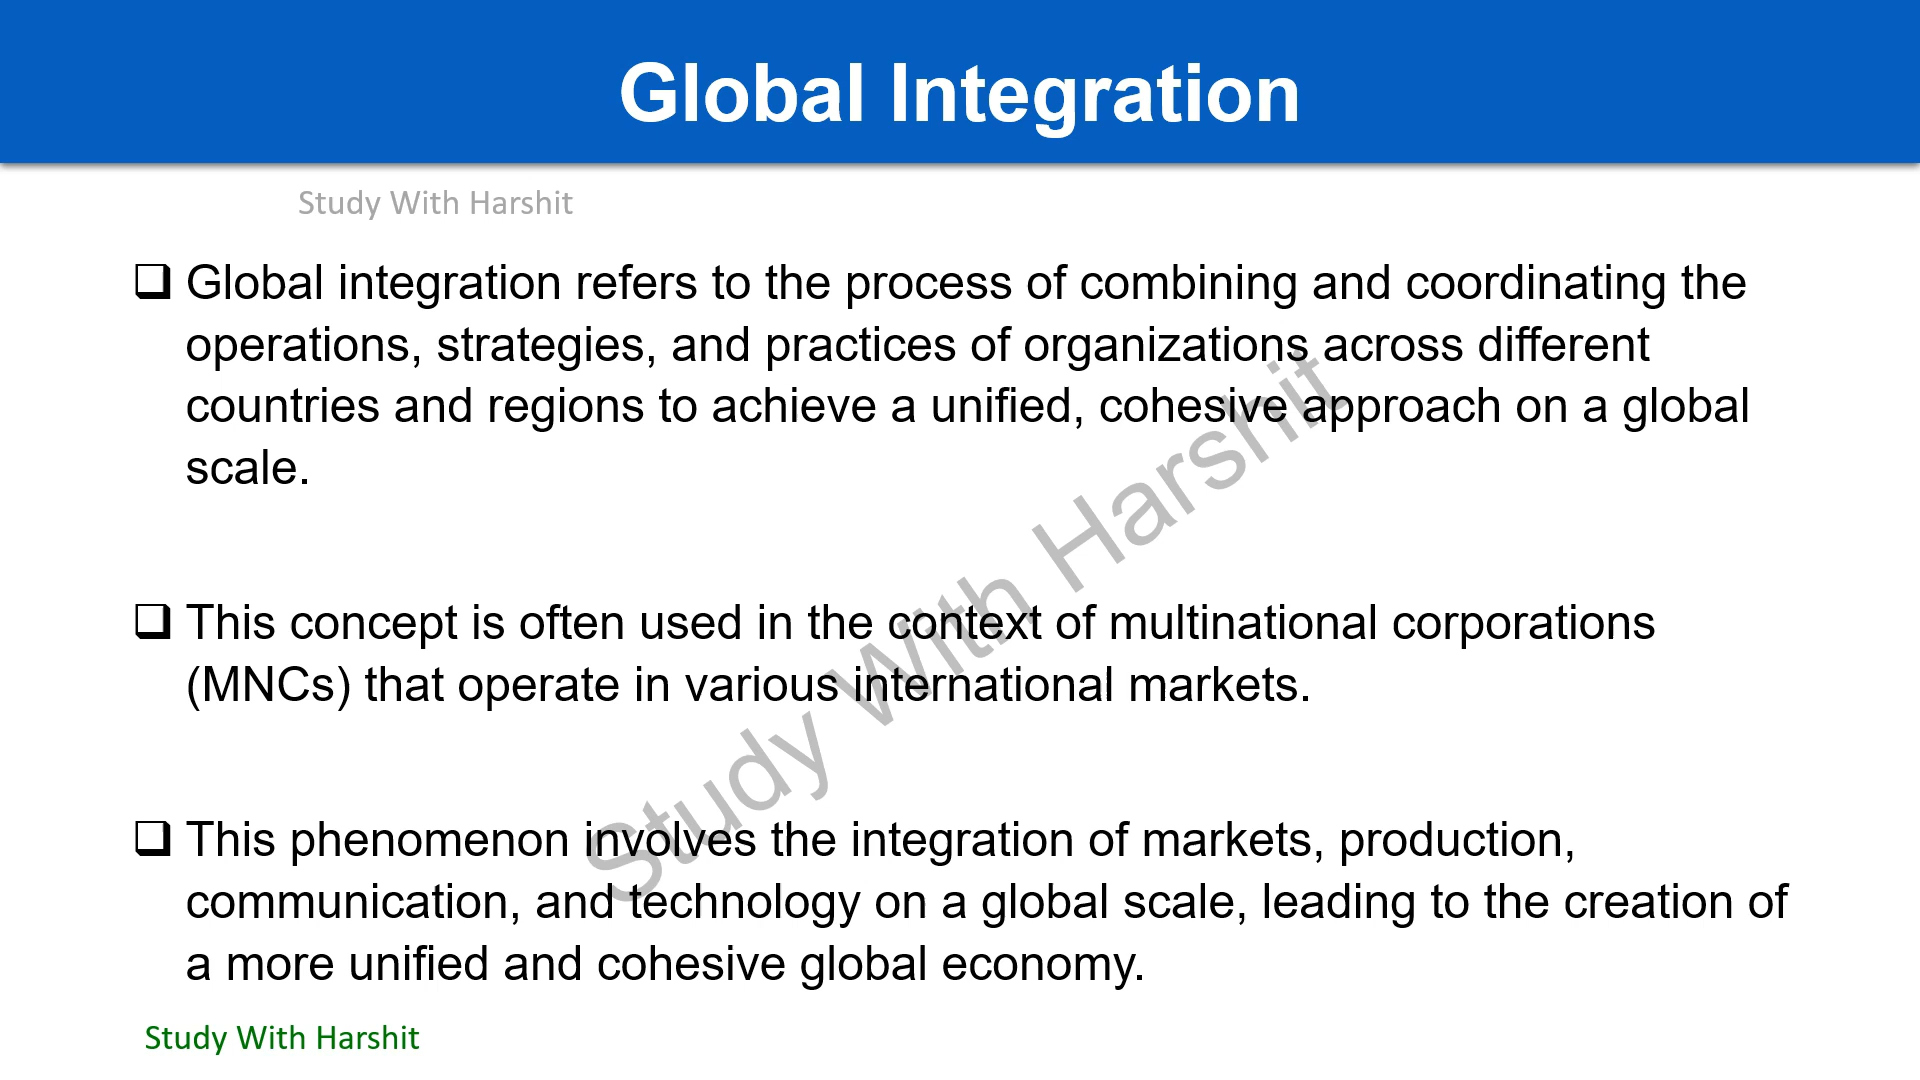 Global Integration
Study With Harshit
❑ Global integration refers to the process of combining and coordinating the
operations, strategies, and practices of organizations across different
countries and regions to achieve a unified, cohesive approach on a global
scale.
❑ This concept is often used in the context of multinational corporations
(MNCs) that operate in various international markets.
❑ This phenomenon involves the integration of markets, production,
communication, and technology on a global scale, leading to the creation of
a more unified and cohesive global economy.
Study With Harshit
Study With Harshit